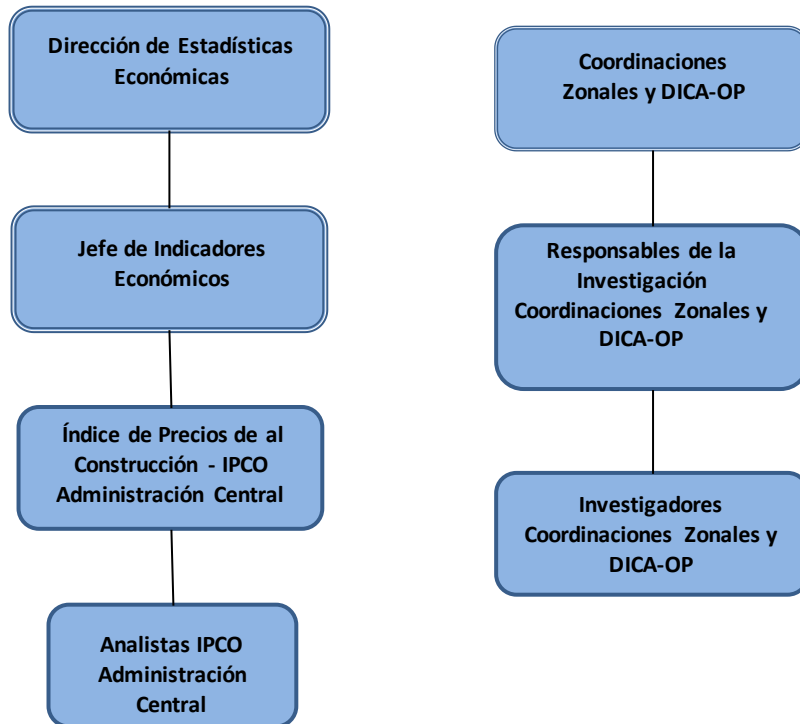 Dirección de Estadísticas
Económicas
Jefe de Indicadores
Económicos
Índice de Precios de al
Construcción - IPCO
Administración Central
Analistas IPCO
Administración
Central
Coordinaciones
Zonales y DICA-OP
Responsables de la
Investigación
Coordinaciones Zonales y
DICA-OP
Investigadores
Coordinaciones Zonales y
DICA-OP